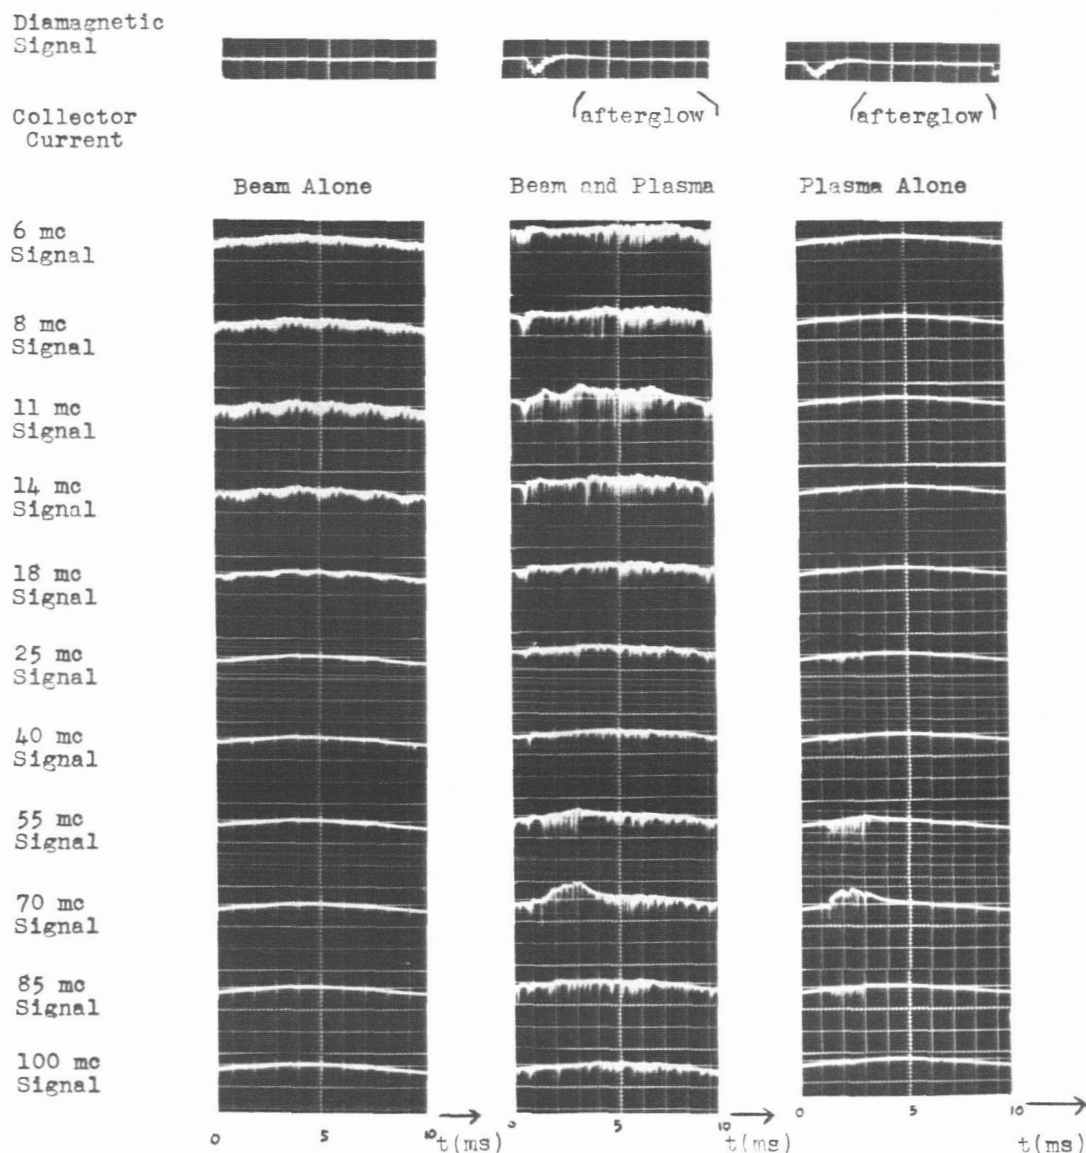 Diamagnetic
Signal
(afterglow)
(afterglow)
Collector
Current
Beam Alone
Beam and Plasma
Plasma Alone
6 mc
Signal
8 mc
Signal
11 mc
Signal
14 mc
Signal
18 mc
Signal
25 mc
Signal
40 mc
Signal
55 mc
Signal
70 mc
Signal
85 mc
Signal
100 mc
Signal
0 5 10
t(ms)
0 5 10
t(ms)
0 5 10
t(ms)